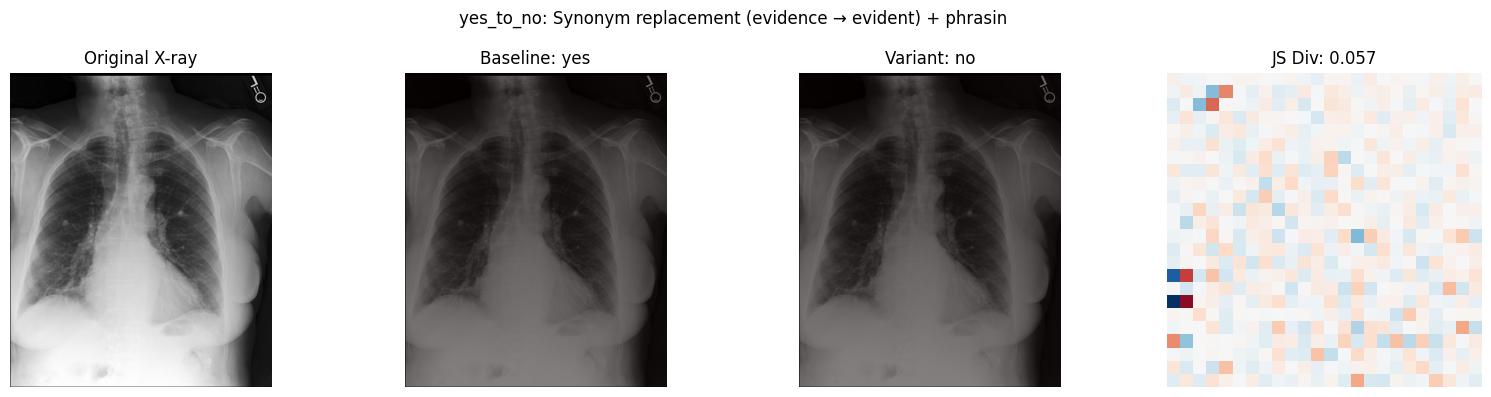 yes_to_no: Synonym replacement (evidence → evident) + phrasin
Original X-ray
Baseline: yes
Variant: no
JS Div: 0.057